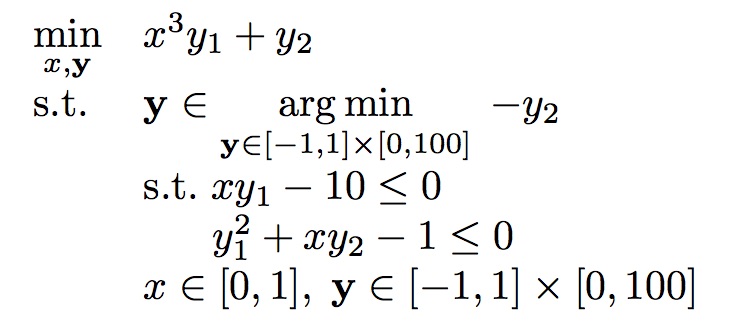 min x³y₁ + y₂
x,y
s.t. y ∈ arg min −y₂
y∈[−1,1]×[0,100]
s.t. xy₁ − 10 ≤ 0
y₁² + xy₂ − 1 ≤ 0
x ∈ [0, 1], y ∈ [−1, 1] × [0, 100]